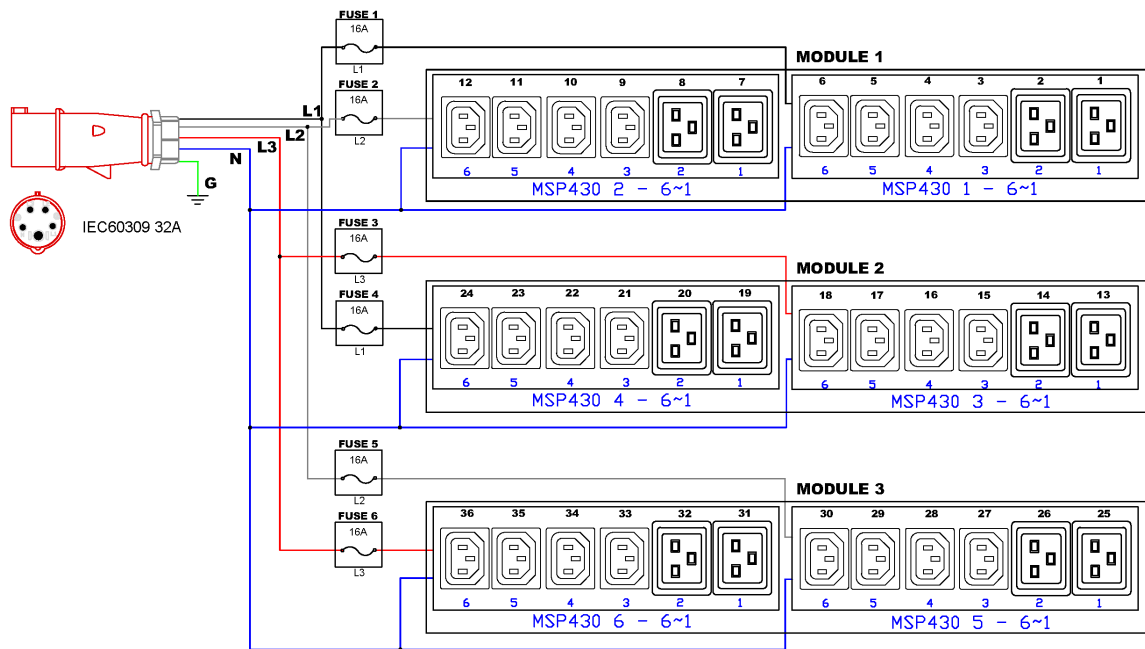 FUSE 1
16A
L1
FUSE 2
16A
L2
L1
L2
L3
N
G
IEC60309 32A
MODULE 1
12 11 10 9 8 7 6 5 4 3 2 1
6 5 4 3 2 1 6 5 4 3 2 1
MSP430 2 - 6~1 MSP430 1 - 6~1
FUSE 3
16A
L3
FUSE 4
16A
L1
MODULE 2
24 23 22 21 20 19 18 17 16 15 14 13
6 5 4 3 2 1 6 5 4 3 2 1
MSP430 4 - 6~1 MSP430 3 - 6~1
FUSE 5
16A
L2
FUSE 6
16A
L3
MODULE 3
36 35 34 33 32 31 30 29 28 27 26 25
6 5 4 3 2 1 6 5 4 3 2 1
MSP430 6 - 6~1 MSP430 5 - 6~1